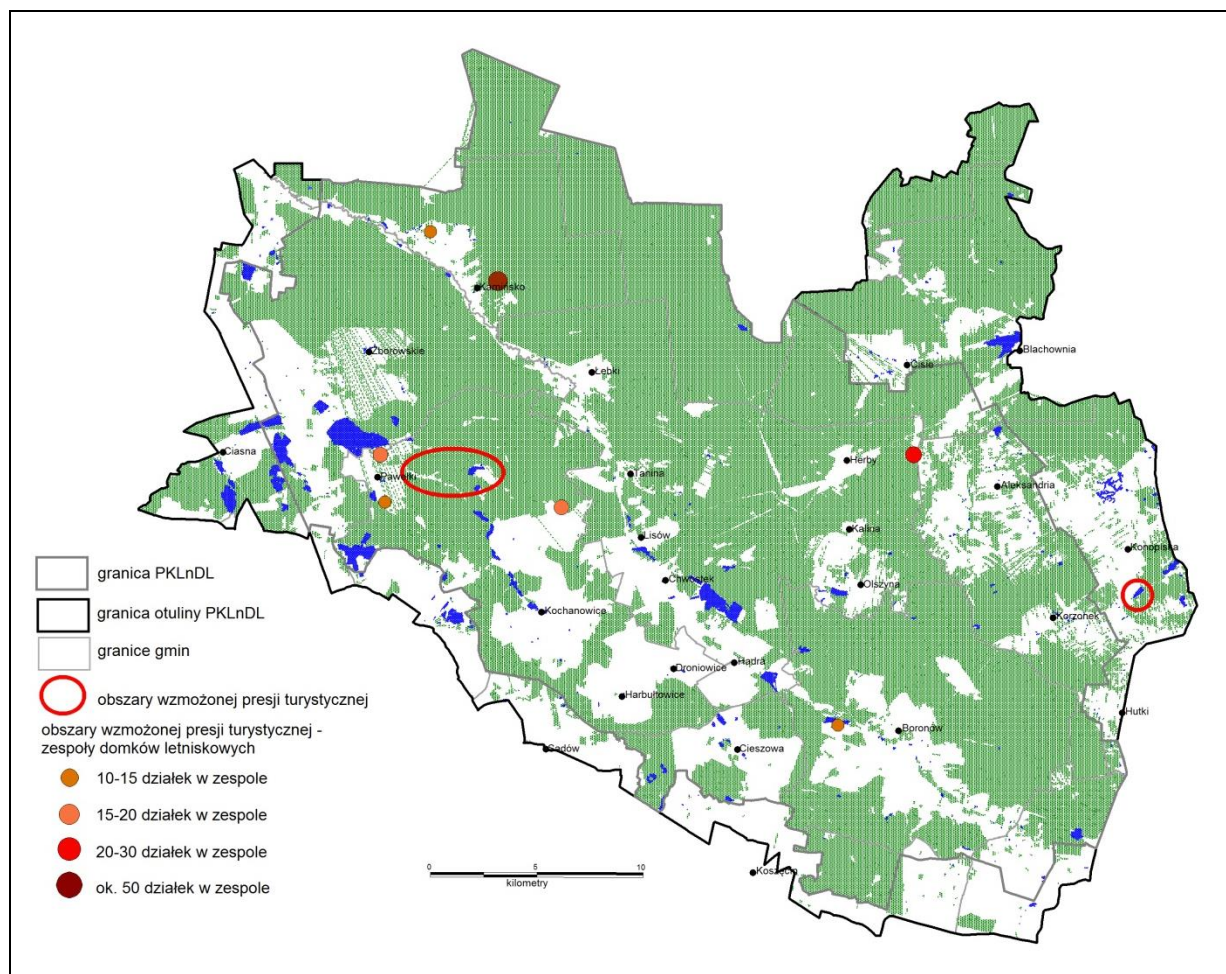 Kamińsko
Blachownia
Zborowskie
Cisie
Łebki
Ciasna
Herby
Tanina
Pawełki
Aleksandria
Kalina
Lisów
Konopiska
Chwostek
Olszyna
Kochanowice
Korzonek
Hadra
Droniowice
Harbułtowice
Hutki
Boronów
Sadów
Cieszowa
Koszęcin
granica PKLnDL
granica otuliny PKLnDL
granice gmin
obszary wzmożonej presji turystycznej
obszary wzmożonej presji turystycznej -
zespoły domków letniskowych
10-15 działek w zespole
15-20 działek w zespole
20-30 działek w zespole
ok. 50 działek w zespole
0 5 10
kilometry